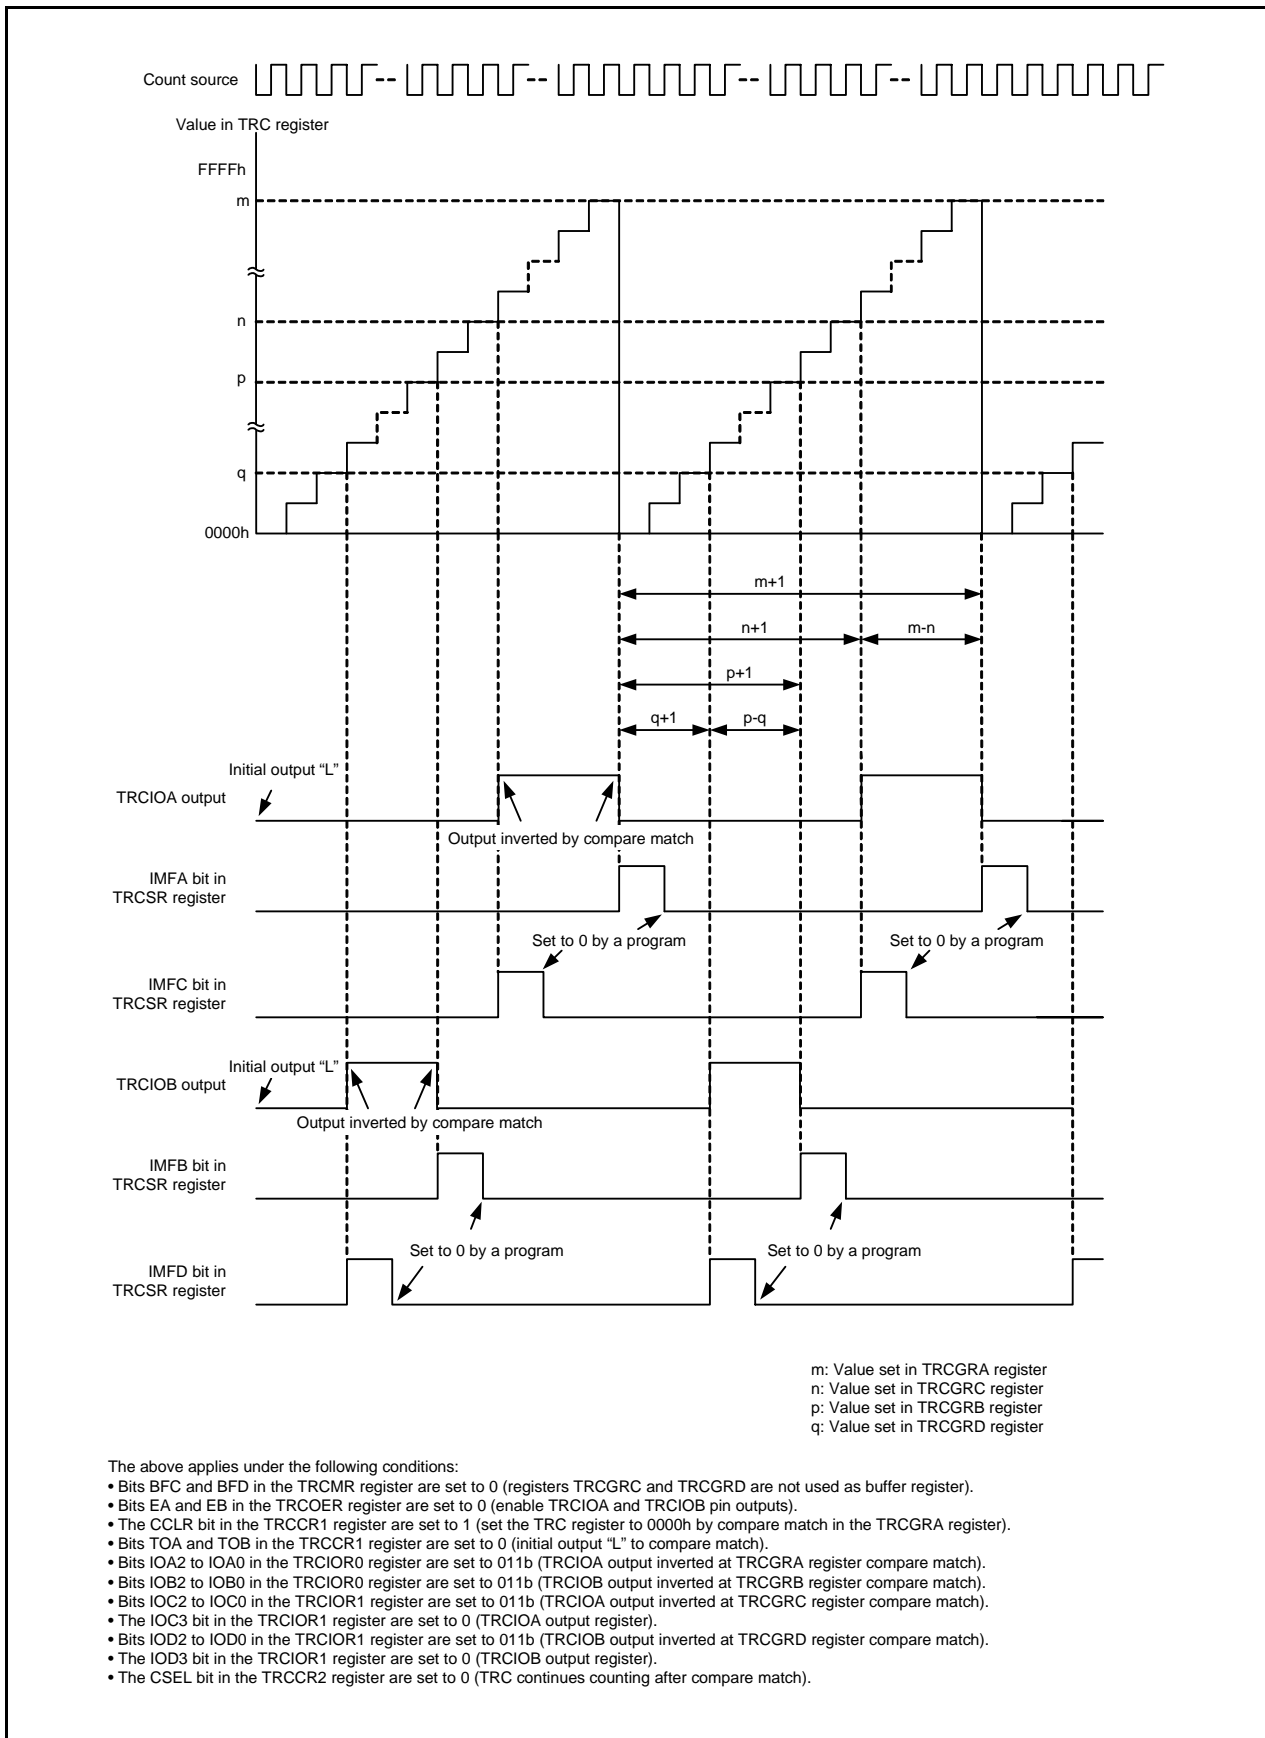 Count source
Value in TRC register
FFFFh
m
n
p
q
0000h
m+1
n+1
m-n
p+1
q+1
p-q
Initial output “L”
TRCIOA output
Output inverted by compare match
IMFA bit in
TRCSR register
Set to 0 by a program
Set to 0 by a program
IMFC bit in
TRCSR register
Initial output “L”
TRCIOB output
Output inverted by compare match
IMFB bit in
TRCSR register
Set to 0 by a program
Set to 0 by a program
IMFD bit in
TRCSR register
m: Value set in TRCGRA register
n: Value set in TRCGRC register
p: Value set in TRCGRB register
q: Value set in TRCGRD register
The above applies under the following conditions:
• Bits BFC and BFD in the TRCMR register are set to 0 (registers TRCGRC and TRCGRD are not used as buffer register).
• Bits EA and EB in the TRCOER register are set to 0 (enable TRCIOA and TRCIOB pin outputs).
• The CCLR bit in the TRCCR1 register are set to 1 (set the TRC register to 0000h by compare match in the TRCGRA register).
• Bits TOA and TOB in the TRCCR1 register are set to 0 (initial output “L” to compare match).
• Bits IOA2 to IOA0 in the TRCIOR0 register are set to 011b (TRCIOA output inverted at TRCGRA register compare match).
• Bits IOB2 to IOB0 in the TRCIOR0 register are set to 011b (TRCIOB output inverted at TRCGRB register compare match).
• Bits IOC2 to IOC0 in the TRCIOR1 register are set to 011b (TRCIOA output inverted at TRCGRC register compare match).
• The IOC3 bit in the TRCIOR1 register are set to 0 (TRCIOA output register).
• Bits IOD2 to IOD0 in the TRCIOR1 register are set to 011b (TRCIOB output inverted at TRCGRD register compare match).
• The IOD3 bit in the TRCIOR1 register are set to 0 (TRCIOB output register).
• The CSEL bit in the TRCCR2 register are set to 0 (TRC continues counting after compare match).